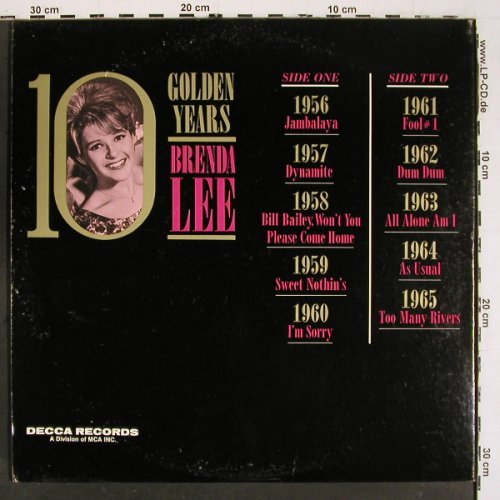 30 cm
20 cm
10 cm
www.LP-CD.de
10 cm
20 cm
30 cm
10
GOLDEN
YEARS
BRENDA
LEE
SIDE ONE
1956
Jambalaya
1957
Dynamite
1958
Bill Bailey, Won't You
Please Come Home
1959
Sweet Nothin's
1960
I'm Sorry
SIDE TWO
1961
Fool #1
1962
Dum Dum
1963
All Alone Am I
1964
As Usual
1965
Too Many Rivers
DECCA RECORDS
A Division of MCA INC.